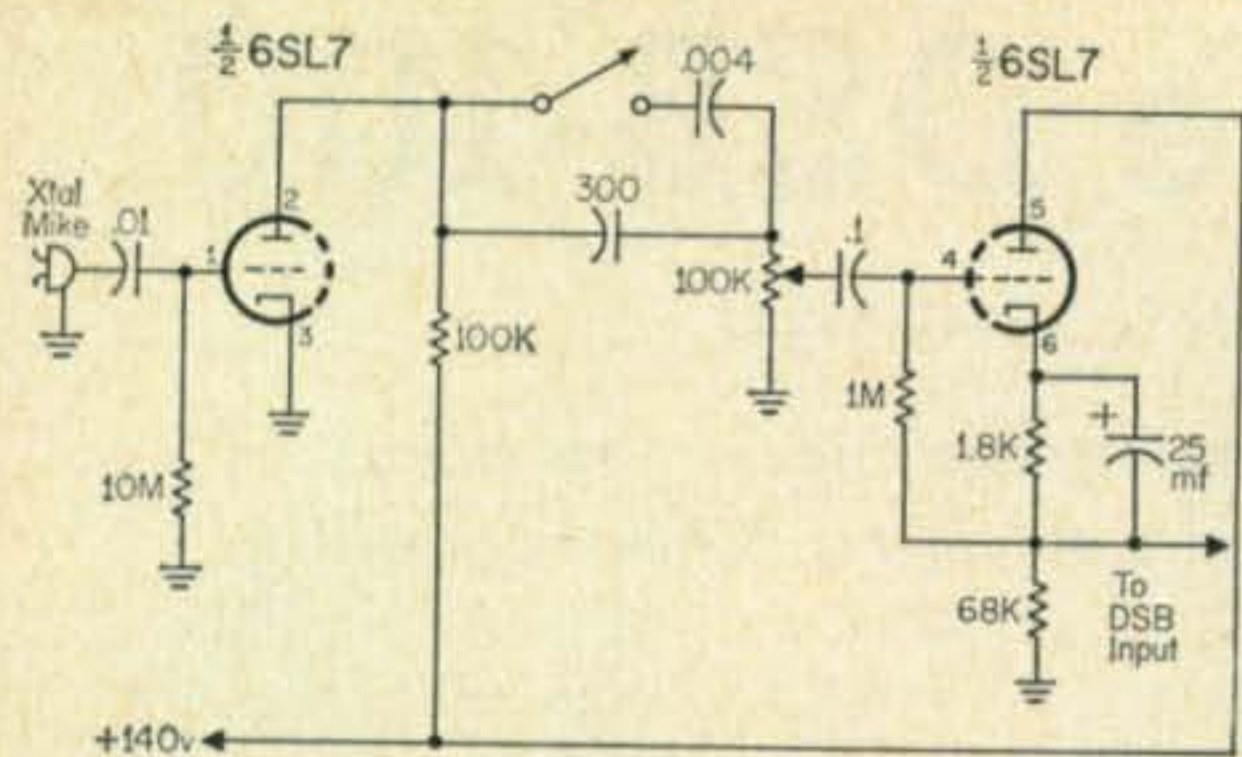 ½ 6SL7
.004
½ 6SL7
Xtal
Mike
.01
2
1
3
300
100K
.1
5
4
6
100K
1M
1.8K
+
25
mf
10M
68K
To
DSB
Input
+140v